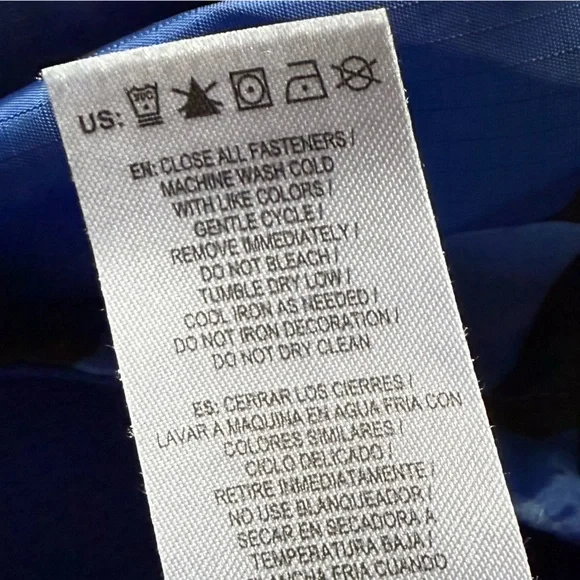 US:
EN: CLOSE ALL FASTENERS /
MACHINE WASH COLD
WITH LIKE COLORS /
GENTLE CYCLE /
REMOVE IMMEDIATELY /
DO NOT BLEACH /
TUMBLE DRY LOW /
COOL IRON AS NEEDED /
DO NOT IRON DECORATION /
DO NOT DRY CLEAN
ES: CERRAR LOS CIERRES /
LAVAR A MAQUINA EN AGUA FRIA CON
COLORES SIMILARES /
CICLO DELICADO /
RETIRE INMEDIATAMENTE /
NO USE BLANQUEADOR /
SECAR EN SECADORA A
TEMPERATURA BAJA /
FRIA CUANDO